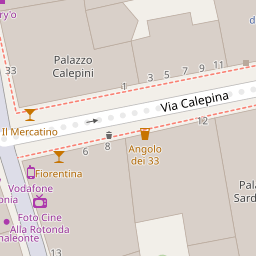 ry/o
Palazzo
Calepini
33
1
3
5
7
9
11
Via Calepina
Il Mercatino
12
6
8
Angolo
dei 33
Fiorentina
Vodafone
onia
Foto Cine
Alla Rotonda
naleonte
Pala
Sard
13
d